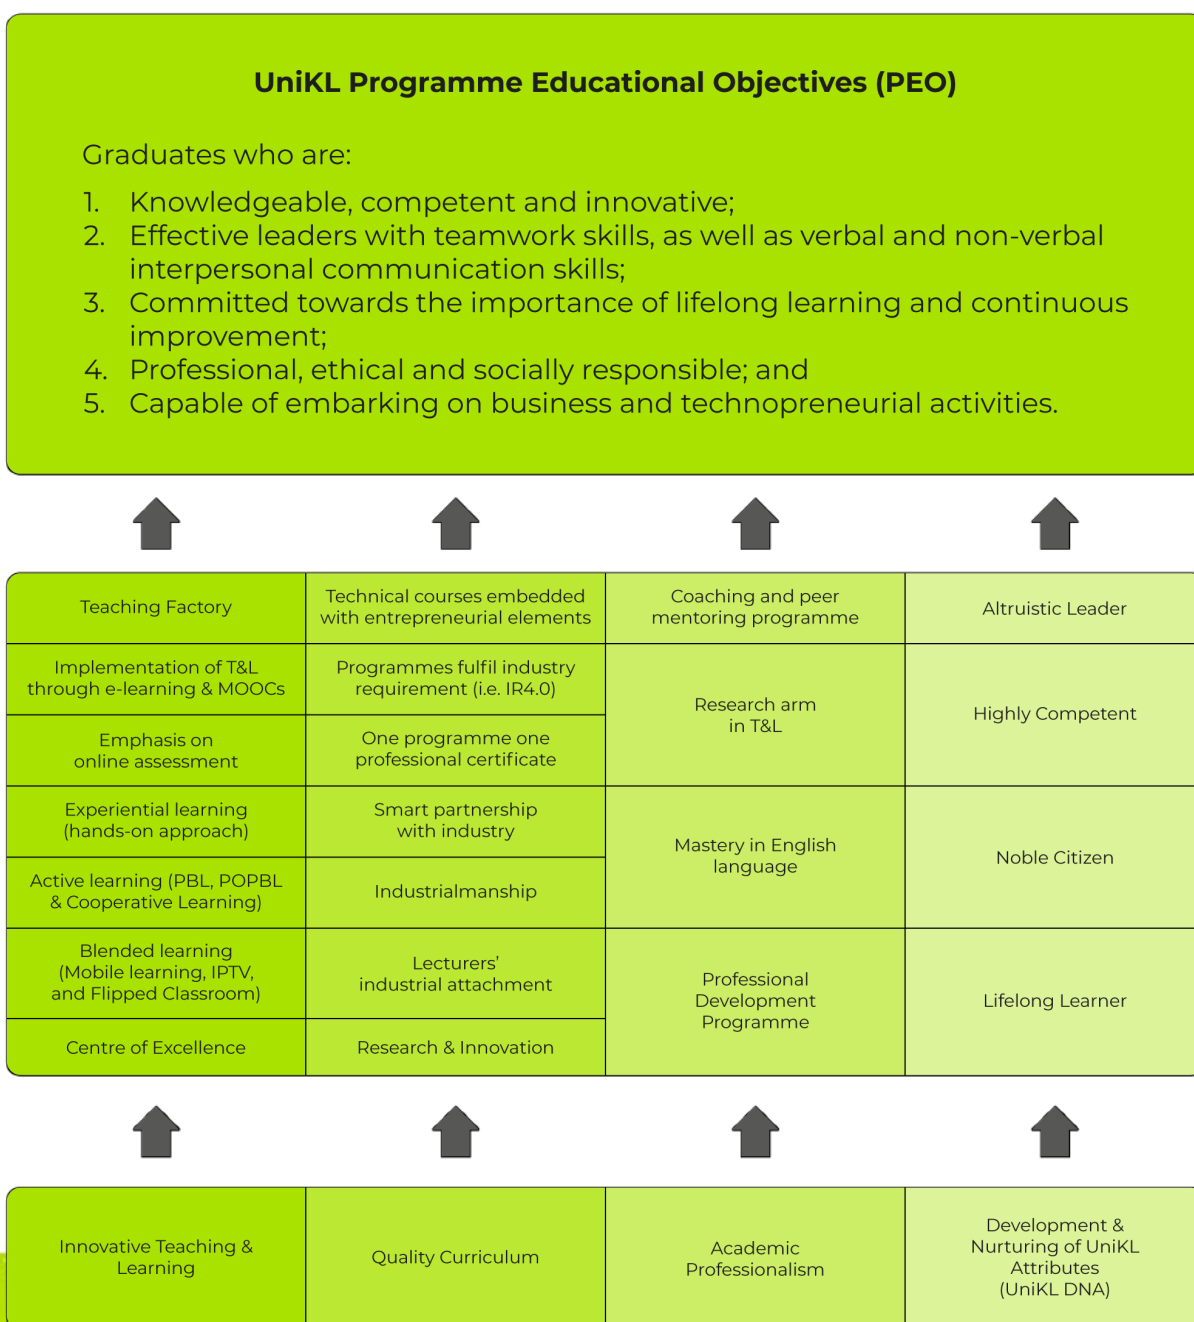 UniKL Programme Educational Objectives (PEO)
Graduates who are:
1. Knowledgeable, competent and innovative;
2. Effective leaders with teamwork skills, as well as verbal and non-verbal
interpersonal communication skills;
3. Committed towards the importance of lifelong learning and continuous
improvement;
4. Professional, ethical and socially responsible; and
5. Capable of embarking on business and technopreneurial activities.
Teaching Factory
Technical courses embedded
with entrepreneurial elements
Coaching and peer
mentoring programme
Altruistic Leader
Implementation of T&L
through e-learning & MOOCs
Programmes fulfil industry
requirement (i.e. IR4.0)
Research arm
in T&L
Highly Competent
Emphasis on
online assessment
One programme one
professional certificate
Experiential learning
(hands-on approach)
Smart partnership
with industry
Mastery in English
language
Noble Citizen
Active learning (PBL, POPBL
& Cooperative Learning)
Industrialmanship
Blended learning
(Mobile learning, IPTV,
and Flipped Classroom)
Lecturers’
industrial attachment
Professional
Development
Programme
Lifelong Learner
Centre of Excellence
Research & Innovation
Innovative Teaching &
Learning
Quality Curriculum
Academic
Professionalism
Development &
Nurturing of UniKL
Attributes
(UniKL DNA)